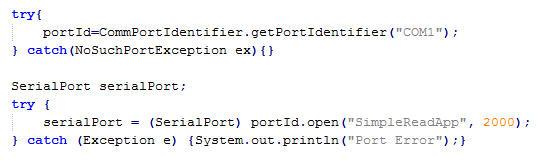 try{
    portId=CommPortIdentifier.getPortIdentifier("COM1");
} catch(NoSuchPortException ex){}

SerialPort serialPort;
try {
    serialPort = (SerialPort) portId.open("SimpleReadApp", 2000);
} catch (Exception e) {System.out.println("Port Error");}